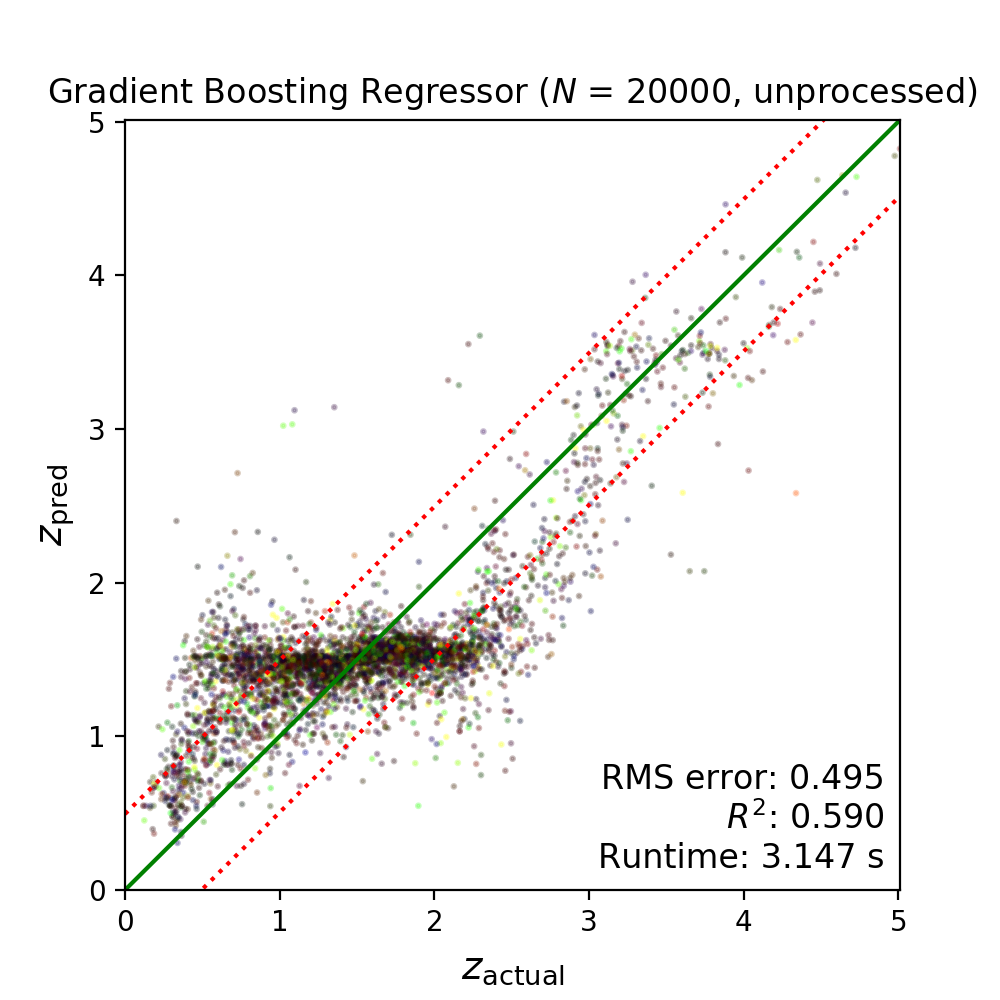 Gradient Boosting Regressor (N = 20000, unprocessed)
5
4
3
2
1
0
z_pred
RMS error: 0.495
R²: 0.590
Runtime: 3.147 s
0 1 2 3 4 5
z_actual